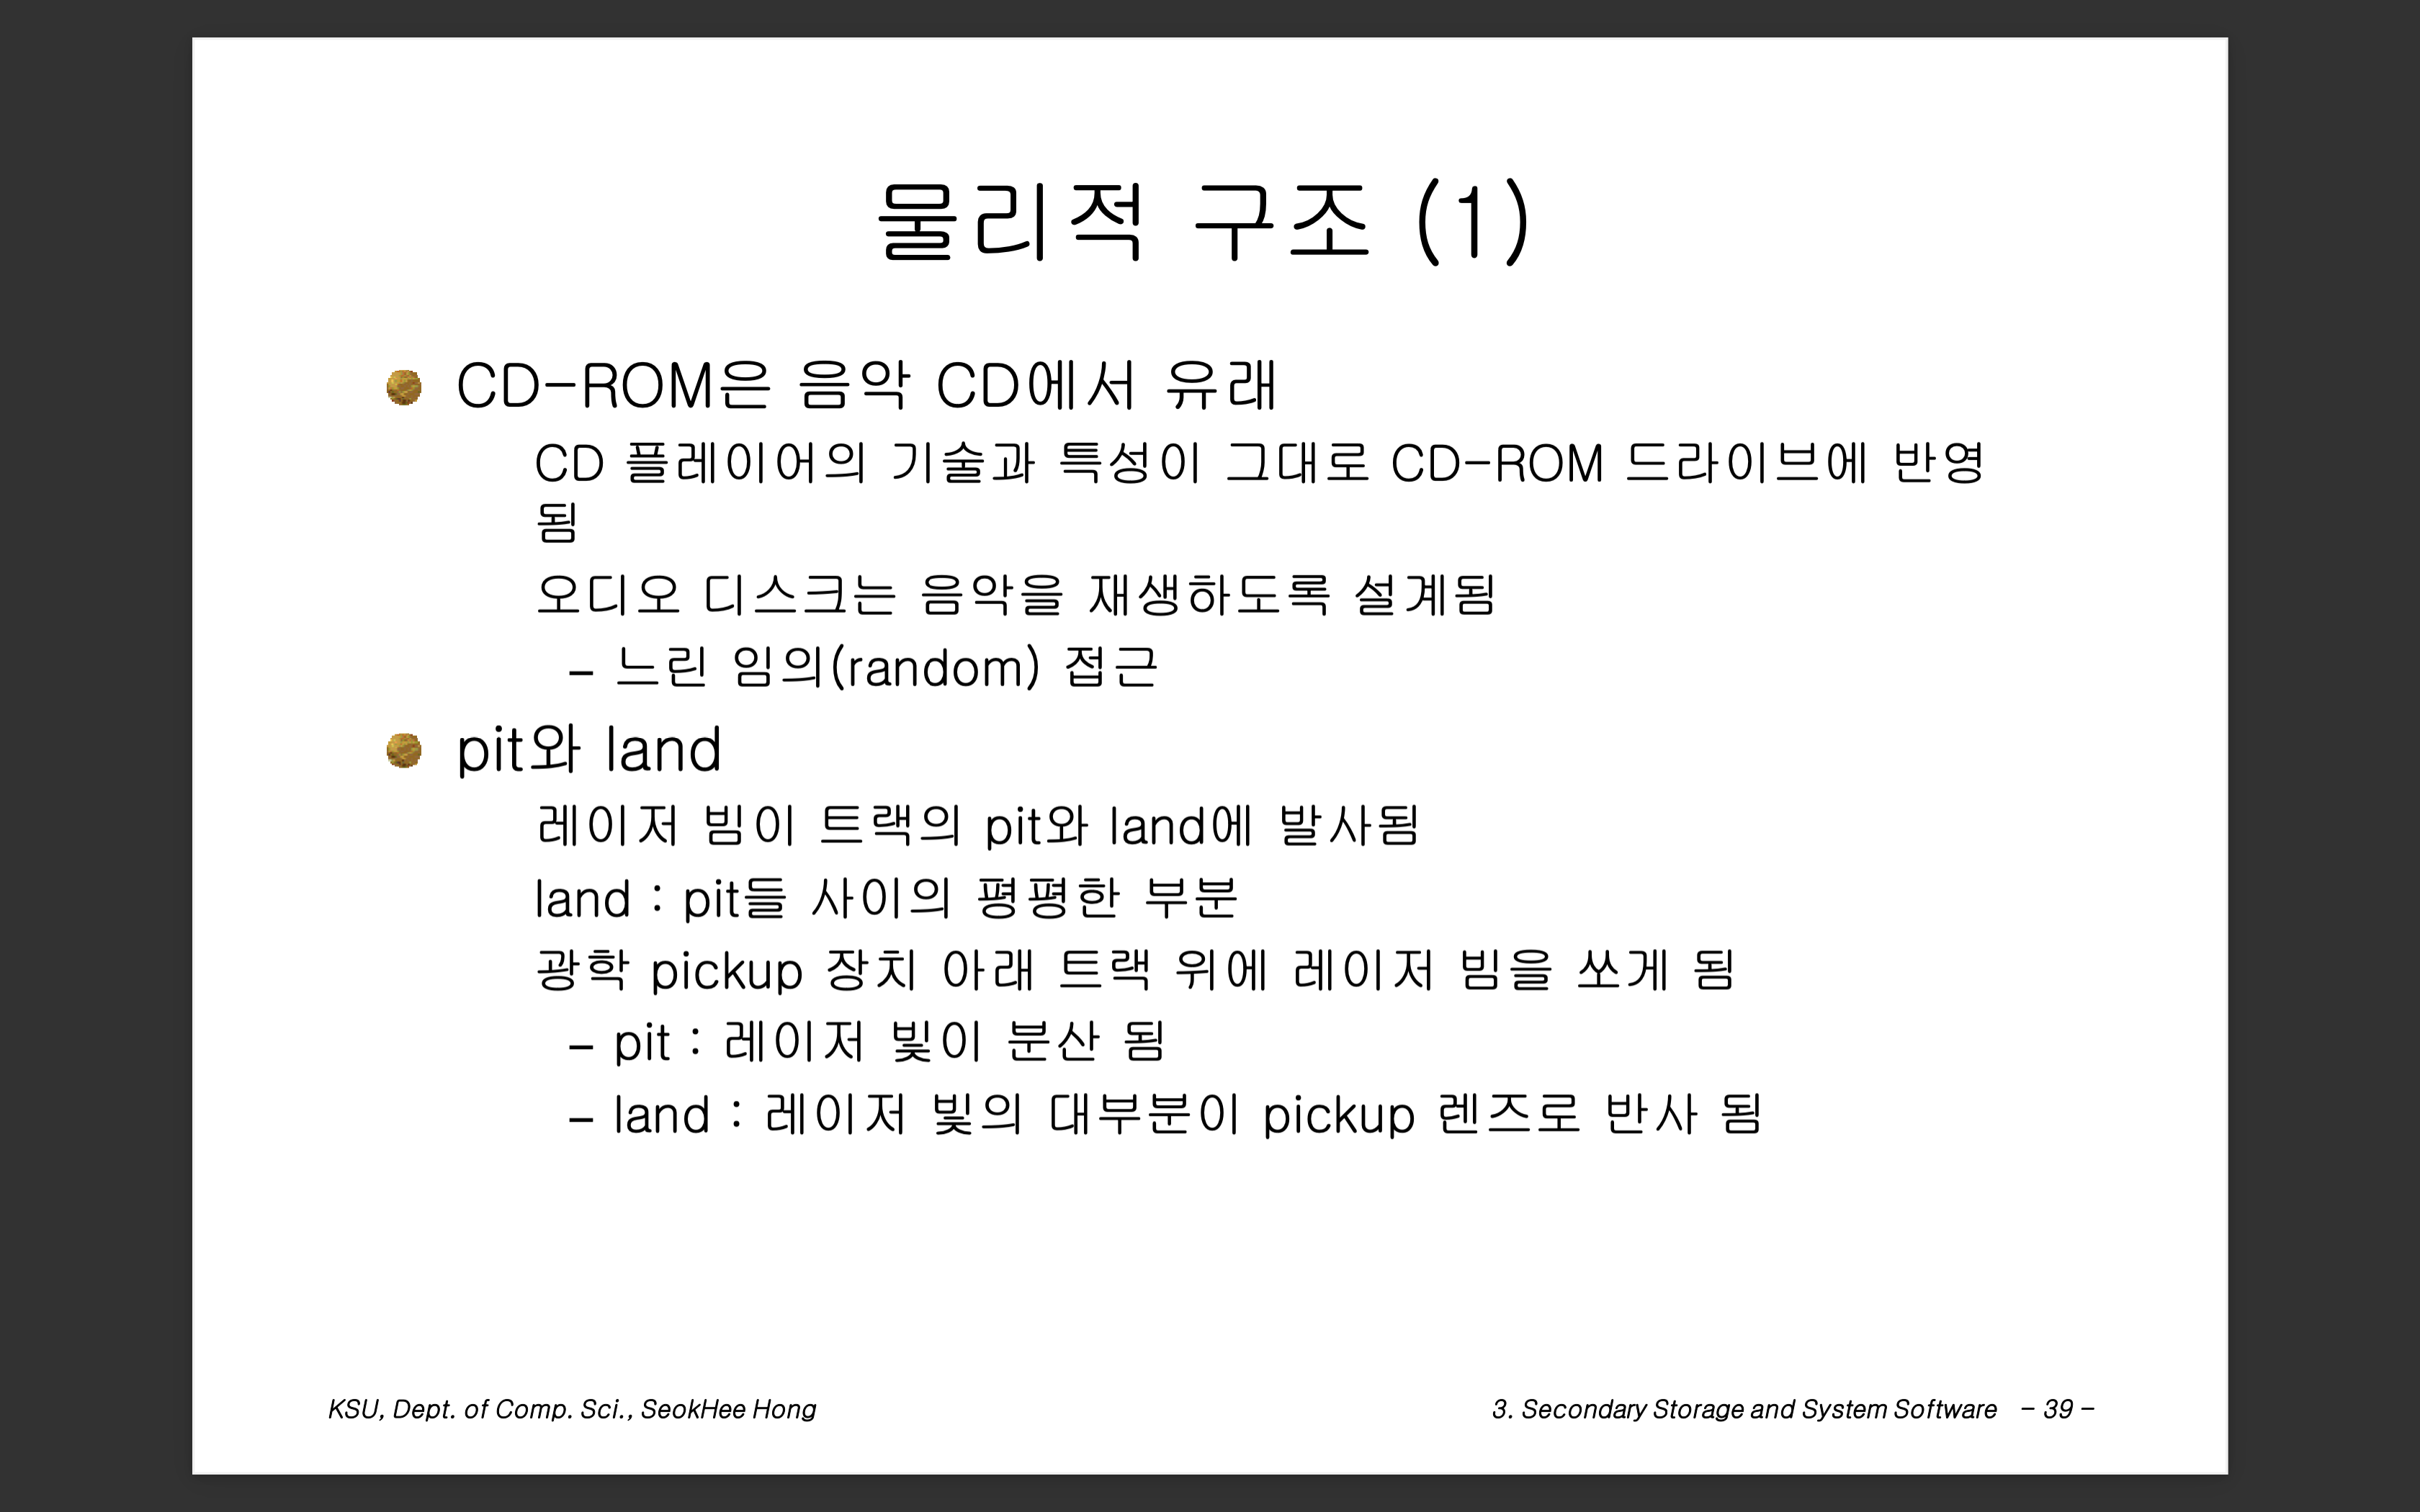 물리적 구조 (1)
CD-ROM은 음악 CD에서 유래
CD 플레이어의 기술과 특성이 그대로 CD-ROM 드라이브에 반영
됨
오디오 디스크는 음악을 재생하도록 설계됨
– 느린 임의(random) 접근
pit와 land
레이저 빔이 트랙의 pit와 land에 발사됨
land : pit들 사이의 평평한 부분
광학 pickup 장치 아래 트랙 위에 레이저 빔을 쏘게 됨
– pit : 레이저 빛이 분산 됨
– land : 레이저 빛의 대부분이 pickup 렌즈로 반사 됨
KSU, Dept. of Comp. Sci., SeokHee Hong
3. Secondary Storage and System Software – 39 –